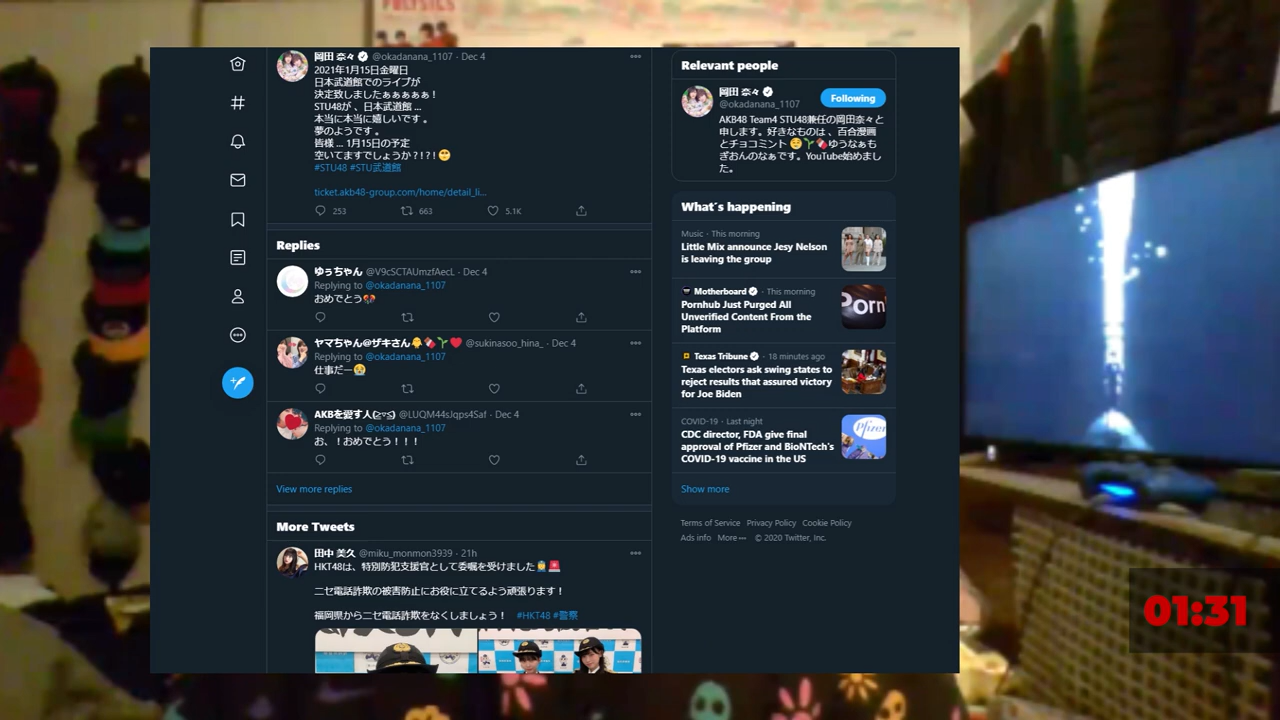 POLYSICS
岡田 奈々 @okadanana_1107 · Dec 4
2021年1月15日金曜日
日本武道館でのライブが
決定致しましたぁぁぁぁぁ！
STU48が 、日本武道館 ...
本当に本当に嬉しいです 。
夢のようです 。
皆様 ... 1月15日の予定
空いてますでしょうか ? ! ? ! 🥺
#STU48 #STU武道館
ticket.akb48-group.com/home/detail_li...
253 663 5.1K
Replies
ゆぅちゃん @V9cSCTAUmzfAecL · Dec 4
Replying to @okadanana_1107
おめでとう
ヤマちゃん@ザキさん @sukinasoo_hina_ · Dec 4
Replying to @okadanana_1107
仕事だー😭
AKBを愛す人(≧▽≦) @LUQM44sJqps4Saf · Dec 4
Replying to @okadanana_1107
お、！おめでとう！！！
View more replies
More Tweets
田中 美久 @miku_monmon3939 · 21h
HKT48は、特別防犯支援官として委嘱を受けました👮🚨
ニセ電話詐欺の被害防止にお役に立てるよう頑張ります！
福岡県からニセ電話詐欺をなくしましょう！ #HKT48 #警察
Relevant people
岡田 奈々
@okadanana_1107
Following
AKB48 Team4 STU48兼任の岡田奈々と
申します。好きなものは 、百合漫画
とチョコミント ☺️🌱🍫ゆうなぁも
ぎおんのなぁです。YouTube始めまし
た。
What's happening
Music · This morning
Little Mix announce Jesy Nelson
is leaving the group
Motherboard · This morning
Pornhub Just Purged All
Unverified Content From the
Platform
Porn
Texas Tribune · 18 minutes ago
Texas electors ask swing states to
reject results that assured victory
for Joe Biden
COVID-19 · Last night
CDC director, FDA give final
approval of Pfizer and BioNTech's
COVID-19 vaccine in the US
Pfizer
Show more
Terms of Service Privacy Policy Cookie Policy
Ads info More © 2020 Twitter, Inc.
01:31